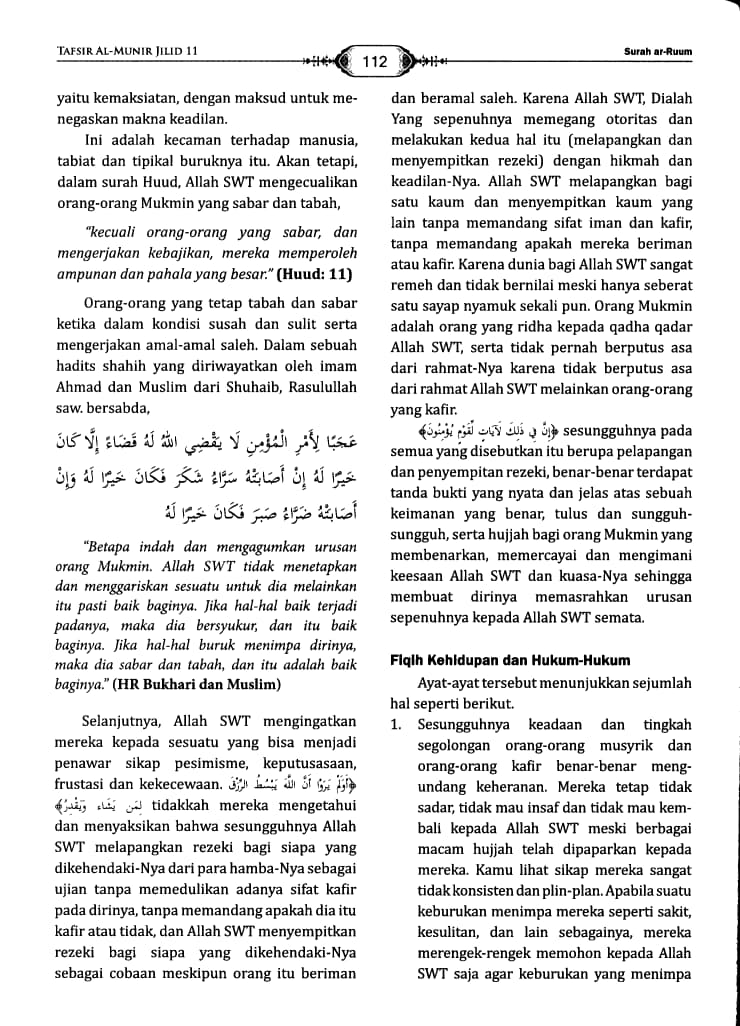 TAFSIR AL-MUNIR JILID 11
112
Surah ar-Ruum
yaitu kemaksiatan, dengan maksud untuk me-
negaskan makna keadilan.
Ini adalah kecaman terhadap manusia,
tabiat dan tipikal buruknya itu. Akan tetapi,
dalam surah Huud, Allah SWT mengecualikan
orang-orang Mukmin yang sabar dan tabah,
"kecuali orang-orang yang sabar, dan
mengerjakan kebajikan, mereka memperoleh
ampunan dan pahala yang besar." (Huud: 11)
Orang-orang yang tetap tabah dan sabar
ketika dalam kondisi susah dan sulit serta
mengerjakan amal-amal saleh. Dalam sebuah
hadits shahih yang diriwayatkan oleh imam
Ahmad dan Muslim dari Shuhaib, Rasulullah
saw. bersabda,
عَجَبًا لِأَمْرِ الْمُؤْمِنِ لَا يَقْضِي اللهُ لَهُ قَضَاءً إِلَّا كَانَ
خَيْرًا لَهُ إِنْ أَصَابَتْهُ سَرَّاءُ شَكَرَ فَكَانَ خَيْرًا لَهُ وَإِنْ
أَصَابَتْهُ ضَرَّاءُ صَبَرَ فَكَانَ خَيْرًا لَهُ
"Betapa indah dan mengagumkan urusan
orang Mukmin. Allah SWT tidak menetapkan
dan menggariskan sesuatu untuk dia melainkan
itu pasti baik baginya. Jika hal-hal baik terjadi
padanya, maka dia bersyukur, dan itu baik
baginya. Jika hal-hal buruk menimpa dirinya,
maka dia sabar dan tabah, dan itu adalah baik
baginya." (HR Bukhari dan Muslim)
Selanjutnya, Allah SWT mengingatkan
mereka kepada sesuatu yang bisa menjadi
penawar sikap pesimisme, keputusasaan,
frustasi dan kekecewaan. ﴿أَوَلَمْ يَرَوْا أَنَّ اللَّهَ يَبْسُطُ الرِّزْقَ
لِمَن يَشَاء وَيَقْدِرُ﴾ tidakkah mereka mengetahui
dan menyaksikan bahwa sesungguhnya Allah
SWT melapangkan rezeki bagi siapa yang
dikehendaki-Nya dari para hamba-Nya sebagai
ujian tanpa memedulikan adanya sifat kafir
pada dirinya, tanpa memandang apakah dia itu
kafir atau tidak, dan Allah SWT menyempitkan
rezeki bagi siapa yang dikehendaki-Nya
sebagai cobaan meskipun orang itu beriman
dan beramal saleh. Karena Allah SWT, Dialah
Yang sepenuhnya memegang otoritas dan
melakukan kedua hal itu (melapangkan dan
menyempitkan rezeki) dengan hikmah dan
keadilan-Nya. Allah SWT melapangkan bagi
satu kaum dan menyempitkan kaum yang
lain tanpa memandang sifat iman dan kafir,
tanpa memandang apakah mereka beriman
atau kafir. Karena dunia bagi Allah SWT sangat
remeh dan tidak bernilai meski hanya seberat
satu sayap nyamuk sekali pun. Orang Mukmin
adalah orang yang ridha kepada qadha qadar
Allah SWT, serta tidak pernah berputus asa
dari rahmat-Nya karena tidak berputus asa
dari rahmat Allah SWT melainkan orang-orang
yang kafir.
﴿إِنَّ فِي ذَلِكَ لَآيَاتٍ لِّقَوْمٍ يُؤْمِنُونَ﴾ sesungguhnya pada
semua yang disebutkan itu berupa pelapangan
dan penyempitan rezeki, benar-benar terdapat
tanda bukti yang nyata dan jelas atas sebuah
keimanan yang benar, tulus dan sungguh-
sungguh, serta hujjah bagi orang Mukmin yang
membenarkan, memercayai dan mengimani
keesaan Allah SWT dan kuasa-Nya sehingga
membuat dirinya memasrahkan urusan
sepenuhnya kepada Allah SWT semata.
Fiqih Kehidupan dan Hukum-Hukum
Ayat-ayat tersebut menunjukkan sejumlah
hal seperti berikut.
1. Sesungguhnya keadaan dan tingkah
segolongan orang-orang musyrik dan
orang-orang kafir benar-benar meng-
undang keheranan. Mereka tetap tidak
sadar, tidak mau insaf dan tidak mau kem-
bali kepada Allah SWT meski berbagai
macam hujjah telah dipaparkan kepada
mereka. Kamu lihat sikap mereka sangat
tidak konsisten dan plin-plan. Apabila suatu
keburukan menimpa mereka seperti sakit,
kesulitan, dan lain sebagainya, mereka
merengek-rengek memohon kepada Allah
SWT saja agar keburukan yang menimpa